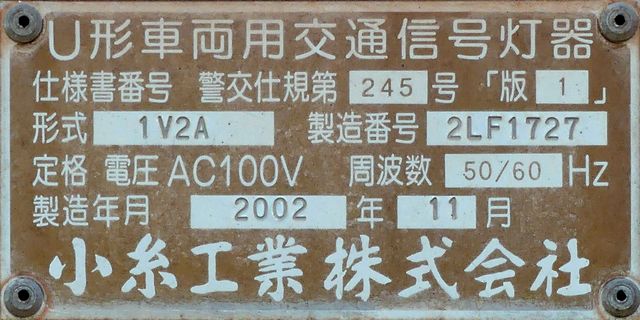 U形車両用交通信号灯器
仕様書番号 警交仕規第 245 号 「版 1 」
形式 1V2A 製造番号 2LF1727
定格 電圧 AC100V 周波数 50/60 Hz
製造年月 2002 年 11 月
小糸工業株式会社